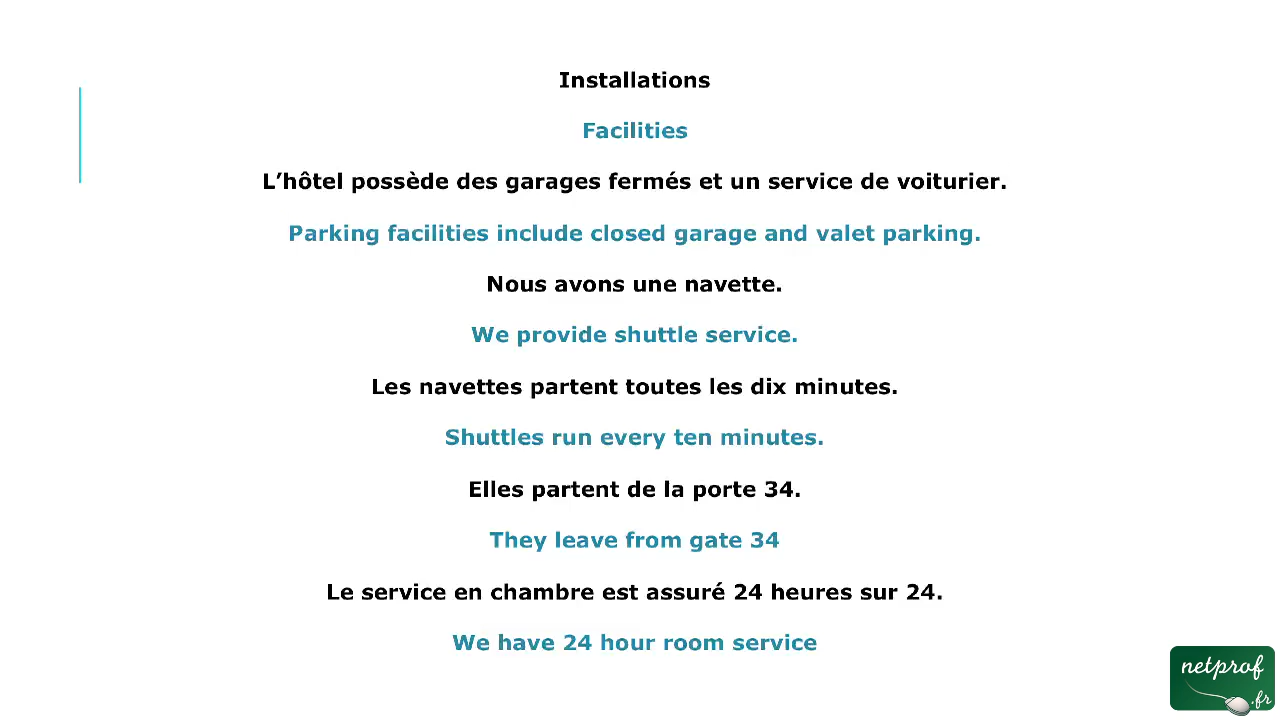 Installations
Facilities
L’hôtel possède des garages fermés et un service de voiturier.
Parking facilities include closed garage and valet parking.
Nous avons une navette.
We provide shuttle service.
Les navettes partent toutes les dix minutes.
Shuttles run every ten minutes.
Elles partent de la porte 34.
They leave from gate 34
Le service en chambre est assuré 24 heures sur 24.
We have 24 hour room service
netprof
.fr